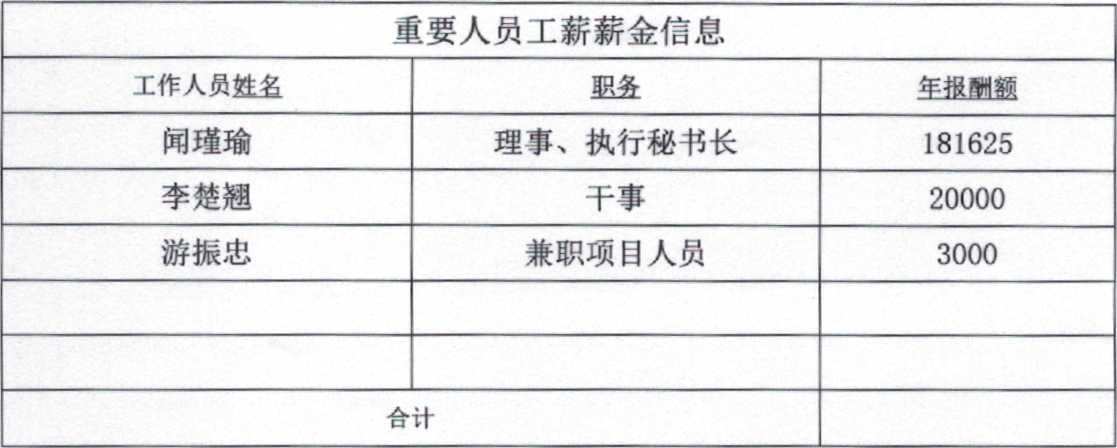 重要人员工薪薪金信息
工作人员姓名 职务 年报酬额
闻瑾瑜 理事、执行秘书长 181625
李楚翘 干事 20000
游振忠 兼职项目人员 3000
合计